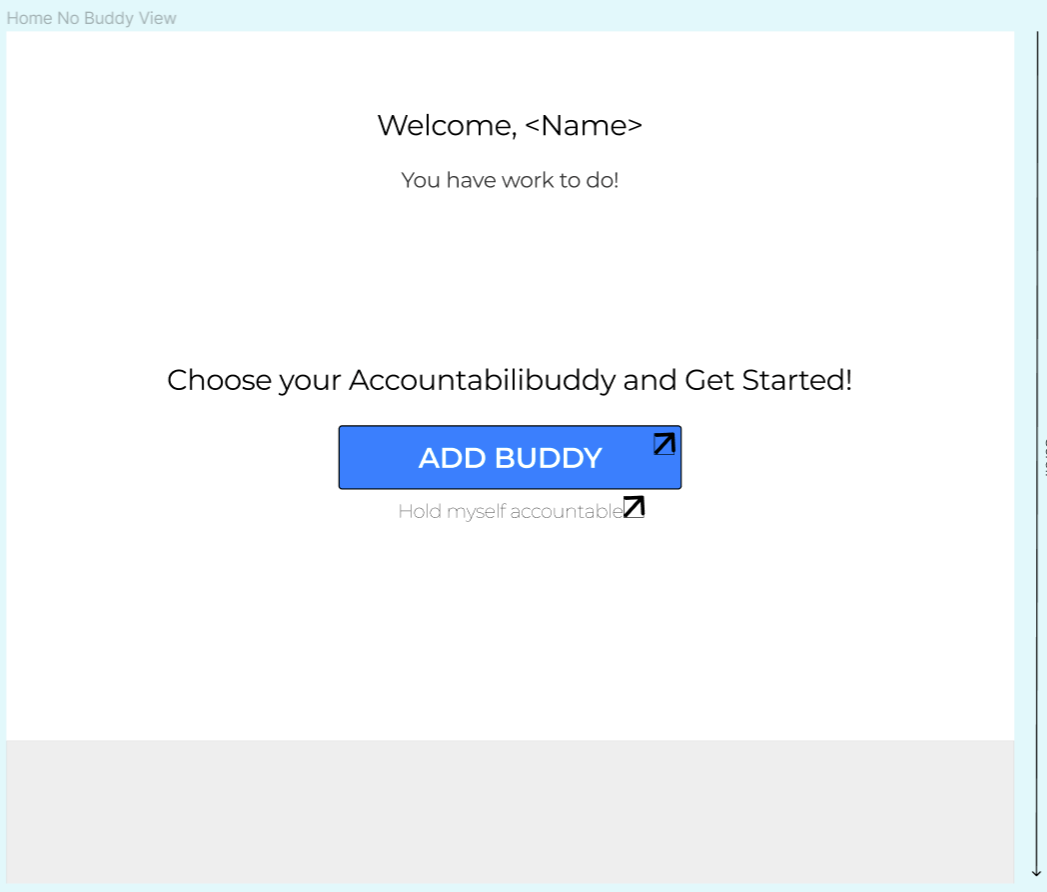 Home No Buddy View
Welcome, <Name>
You have work to do!
Choose your Accountabilibuddy and Get Started!
ADD BUDDY
Hold myself accountable